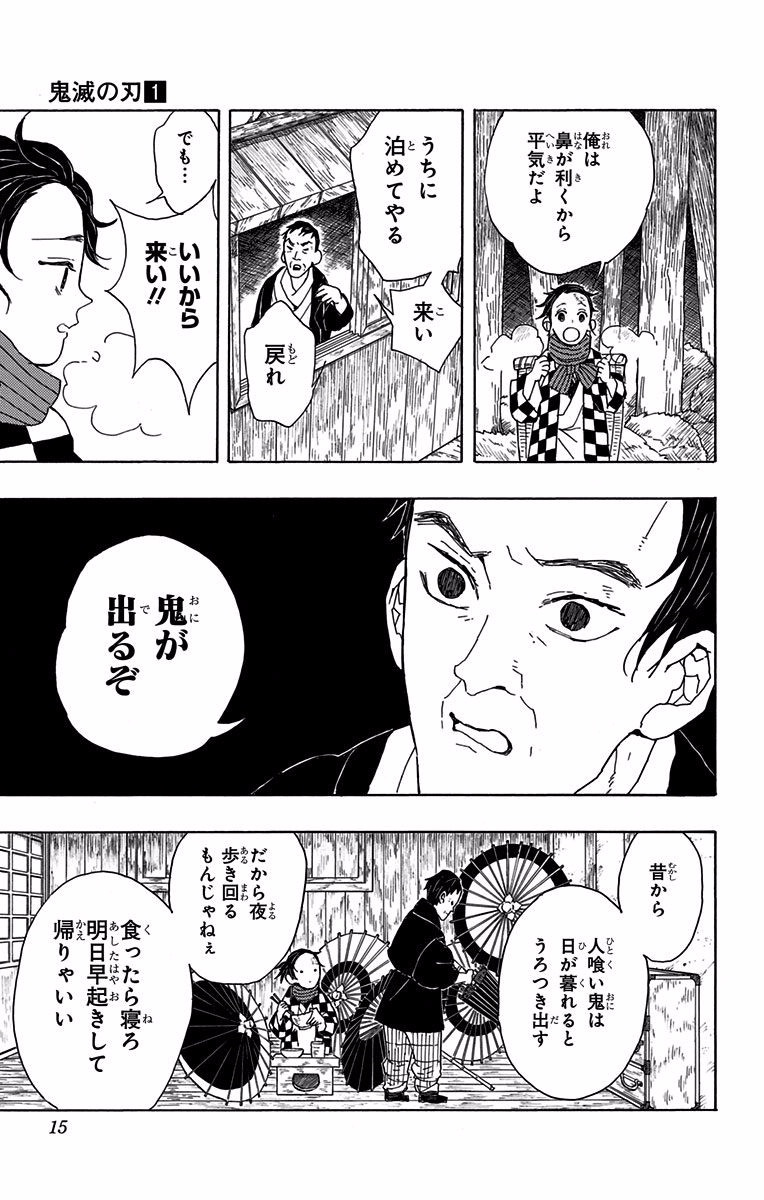 鬼滅の刃1
俺は
鼻が利くから
平気だよ
うちに
泊めてやる
来い
戻れ
でも…
いいから
来い!!
鬼が
出るぞ
昔から
人喰い鬼は
日が暮れると
うろつき出す
だから夜
歩き回る
もんじゃねぇ
食ったら寝ろ
明日早起きして
帰りゃいい
15